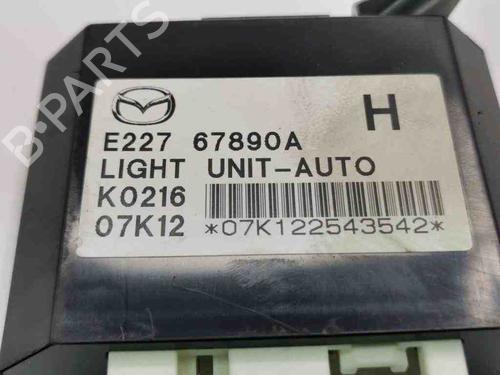 H
E227 67890A
LIGHT UNIT-AUTO
K0216
07K12 *07K122543542*
B-PARTS